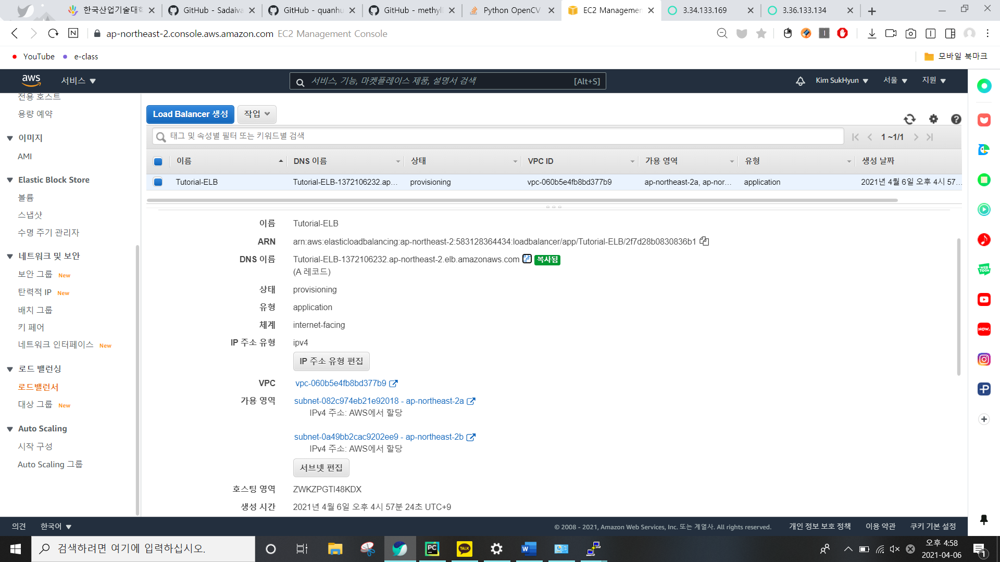 한국산업기술대학
GitHub - Sadaiva
GitHub - quanhu
GitHub - methyll
Python OpenCV
EC2 Managemen
3.34.133.169
3.36.133.134
ap-northeast-2.console.aws.amazon.com EC2 Management Console
YouTube
e-class
모바일 북마크
aws
서비스
서비스, 기능, 마켓플레이스 제품, 설명서 검색
[Alt+S]
Kim SukHyun
서울
지원
전용 호스트
용량 예약
이미지
AMI
Elastic Block Store
볼륨
스냅샷
수명 주기 관리자
네트워크 및 보안
보안 그룹 New
탄력적 IP New
배치 그룹
키 페어
네트워크 인터페이스 New
로드 밸런싱
로드밸런서
대상 그룹 New
Auto Scaling
시작 구성
Auto Scaling 그룹
Load Balancer 생성
작업
태그 및 속성별 필터 또는 키워드별 검색
1 ~1/1
이름 DNS 이름 상태 VPC ID 가용 영역 유형 생성 날짜
Tutorial-ELB Tutorial-ELB-1372106232.ap... provisioning vpc-060b5e4fb8bd377b9 ap-northeast-2a, ap-nor... application 2021년 4월 6일 오후 4시 57...
이름 Tutorial-ELB
ARN arn:aws:elasticloadbalancing:ap-northeast-2:583128364434:loadbalancer/app/Tutorial-ELB/2f7d28b0830836b1
DNS 이름 Tutorial-ELB-1372106232.ap-northeast-2.elb.amazonaws.com 복사됨
(A 레코드)
상태 provisioning
유형 application
체계 internet-facing
IP 주소 유형 ipv4
IP 주소 유형 편집
VPC vpc-060b5e4fb8bd377b9
가용 영역 subnet-082c974eb21e92018 - ap-northeast-2a
IPv4 주소: AWS에서 할당
subnet-0a49bb2cac9202ee9 - ap-northeast-2b
IPv4 주소: AWS에서 할당
서브넷 편집
호스팅 영역 ZWKZPGTI48KDX
생성 시간 2021년 4월 6일 오후 4시 57분 24초 UTC+9
WEB
TOON
NOW.
의견
한국어
© 2008 - 2021, Amazon Web Services, Inc. 또는 계열사. All rights reserved.
개인 정보 보호 정책
이용 약관
쿠키 기본 설정
검색하려면 여기에 입력하십시오.
PC
TALK
W
오후 4:58
2021-04-06
1